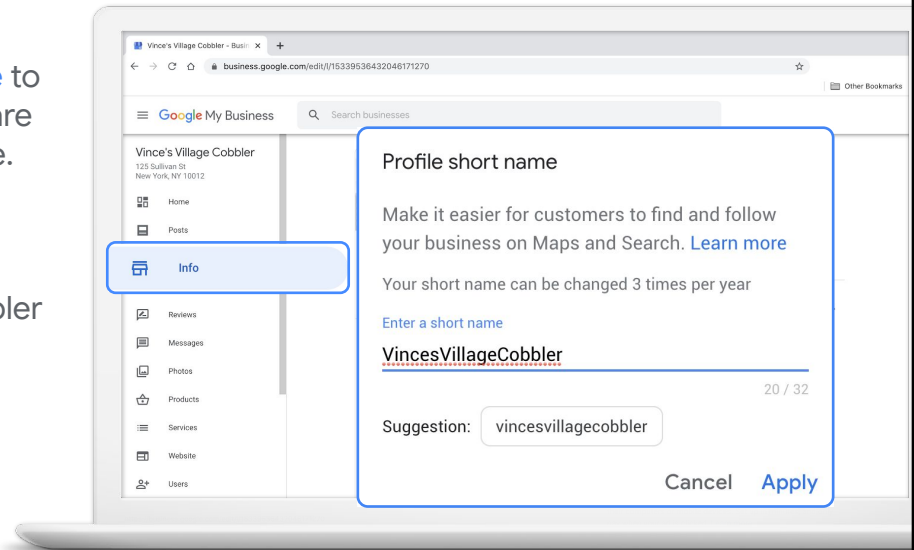 to
are
e.
bler
Vince's Village Cobbler - Busin
business.google.com/edit/l/15339536432046171270
Other Bookmarks
Google My Business
Search businesses
Vince's Village Cobbler
125 Sullivan St
New York, NY 10012
Home
Posts
Info
Reviews
Messages
Photos
Products
Services
Website
Users
Profile short name
Make it easier for customers to find and follow
your business on Maps and Search. Learn more
Your short name can be changed 3 times per year
Enter a short name
VincesVillageCobbler
20 / 32
Suggestion: vincesvillagecobbler
Cancel Apply